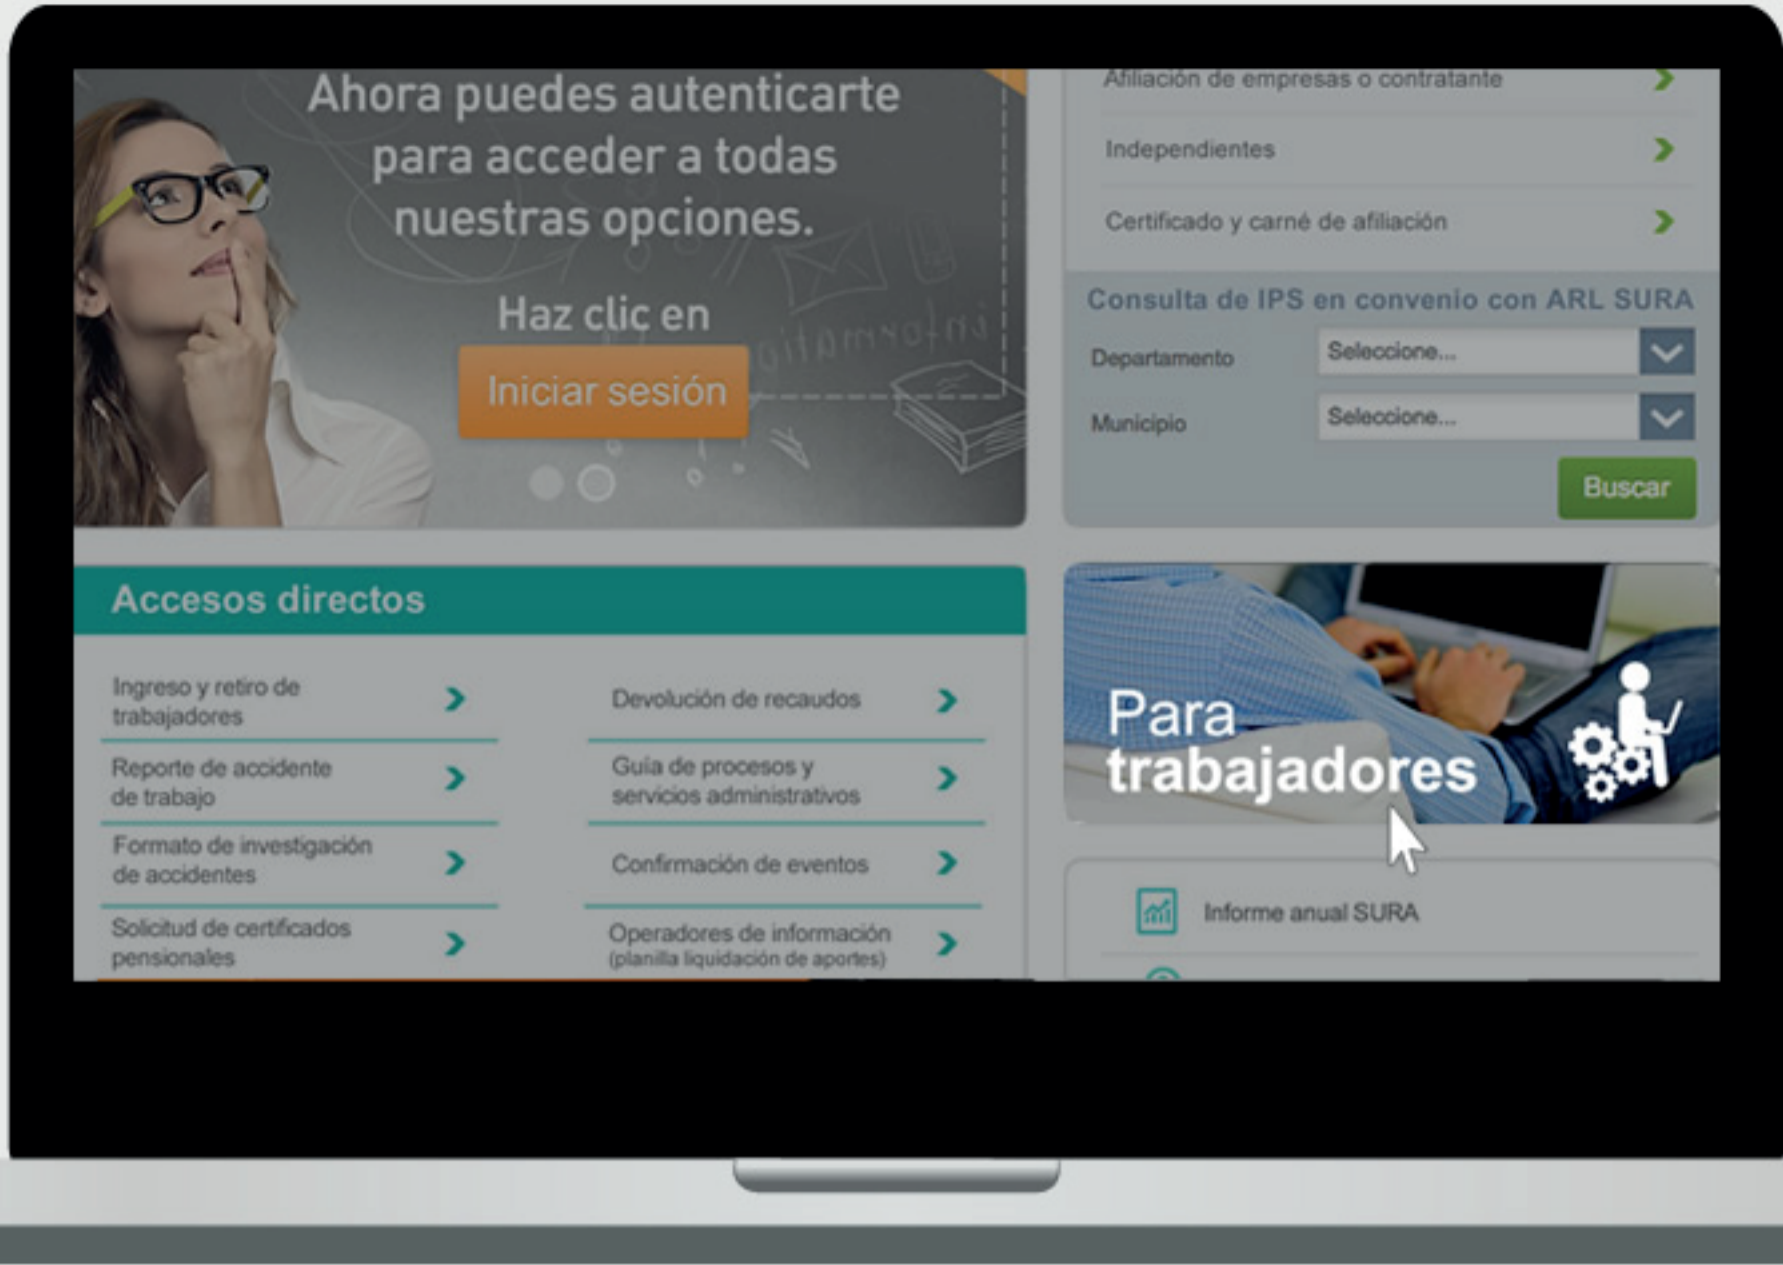 Ahora puedes autenticarte
para acceder a todas
nuestras opciones.
Haz clic en
Iniciar sesión
Afiliación de empresas o contratante
Independientes
Certificado y carné de afiliación
Consulta de IPS en convenio con ARL SURA
Departamento
Seleccione...
Municipio
Seleccione...
Buscar
Accesos directos
Ingreso y retiro de
trabajadores
Reporte de accidente
de trabajo
Formato de investigación
de accidentes
Solicitud de certificados
pensionales
Devolución de recaudos
Guía de procesos y
servicios administrativos
Confirmación de eventos
Operadores de información
(planilla liquidación de aportes)
Para
trabajadores
Informe anual SURA